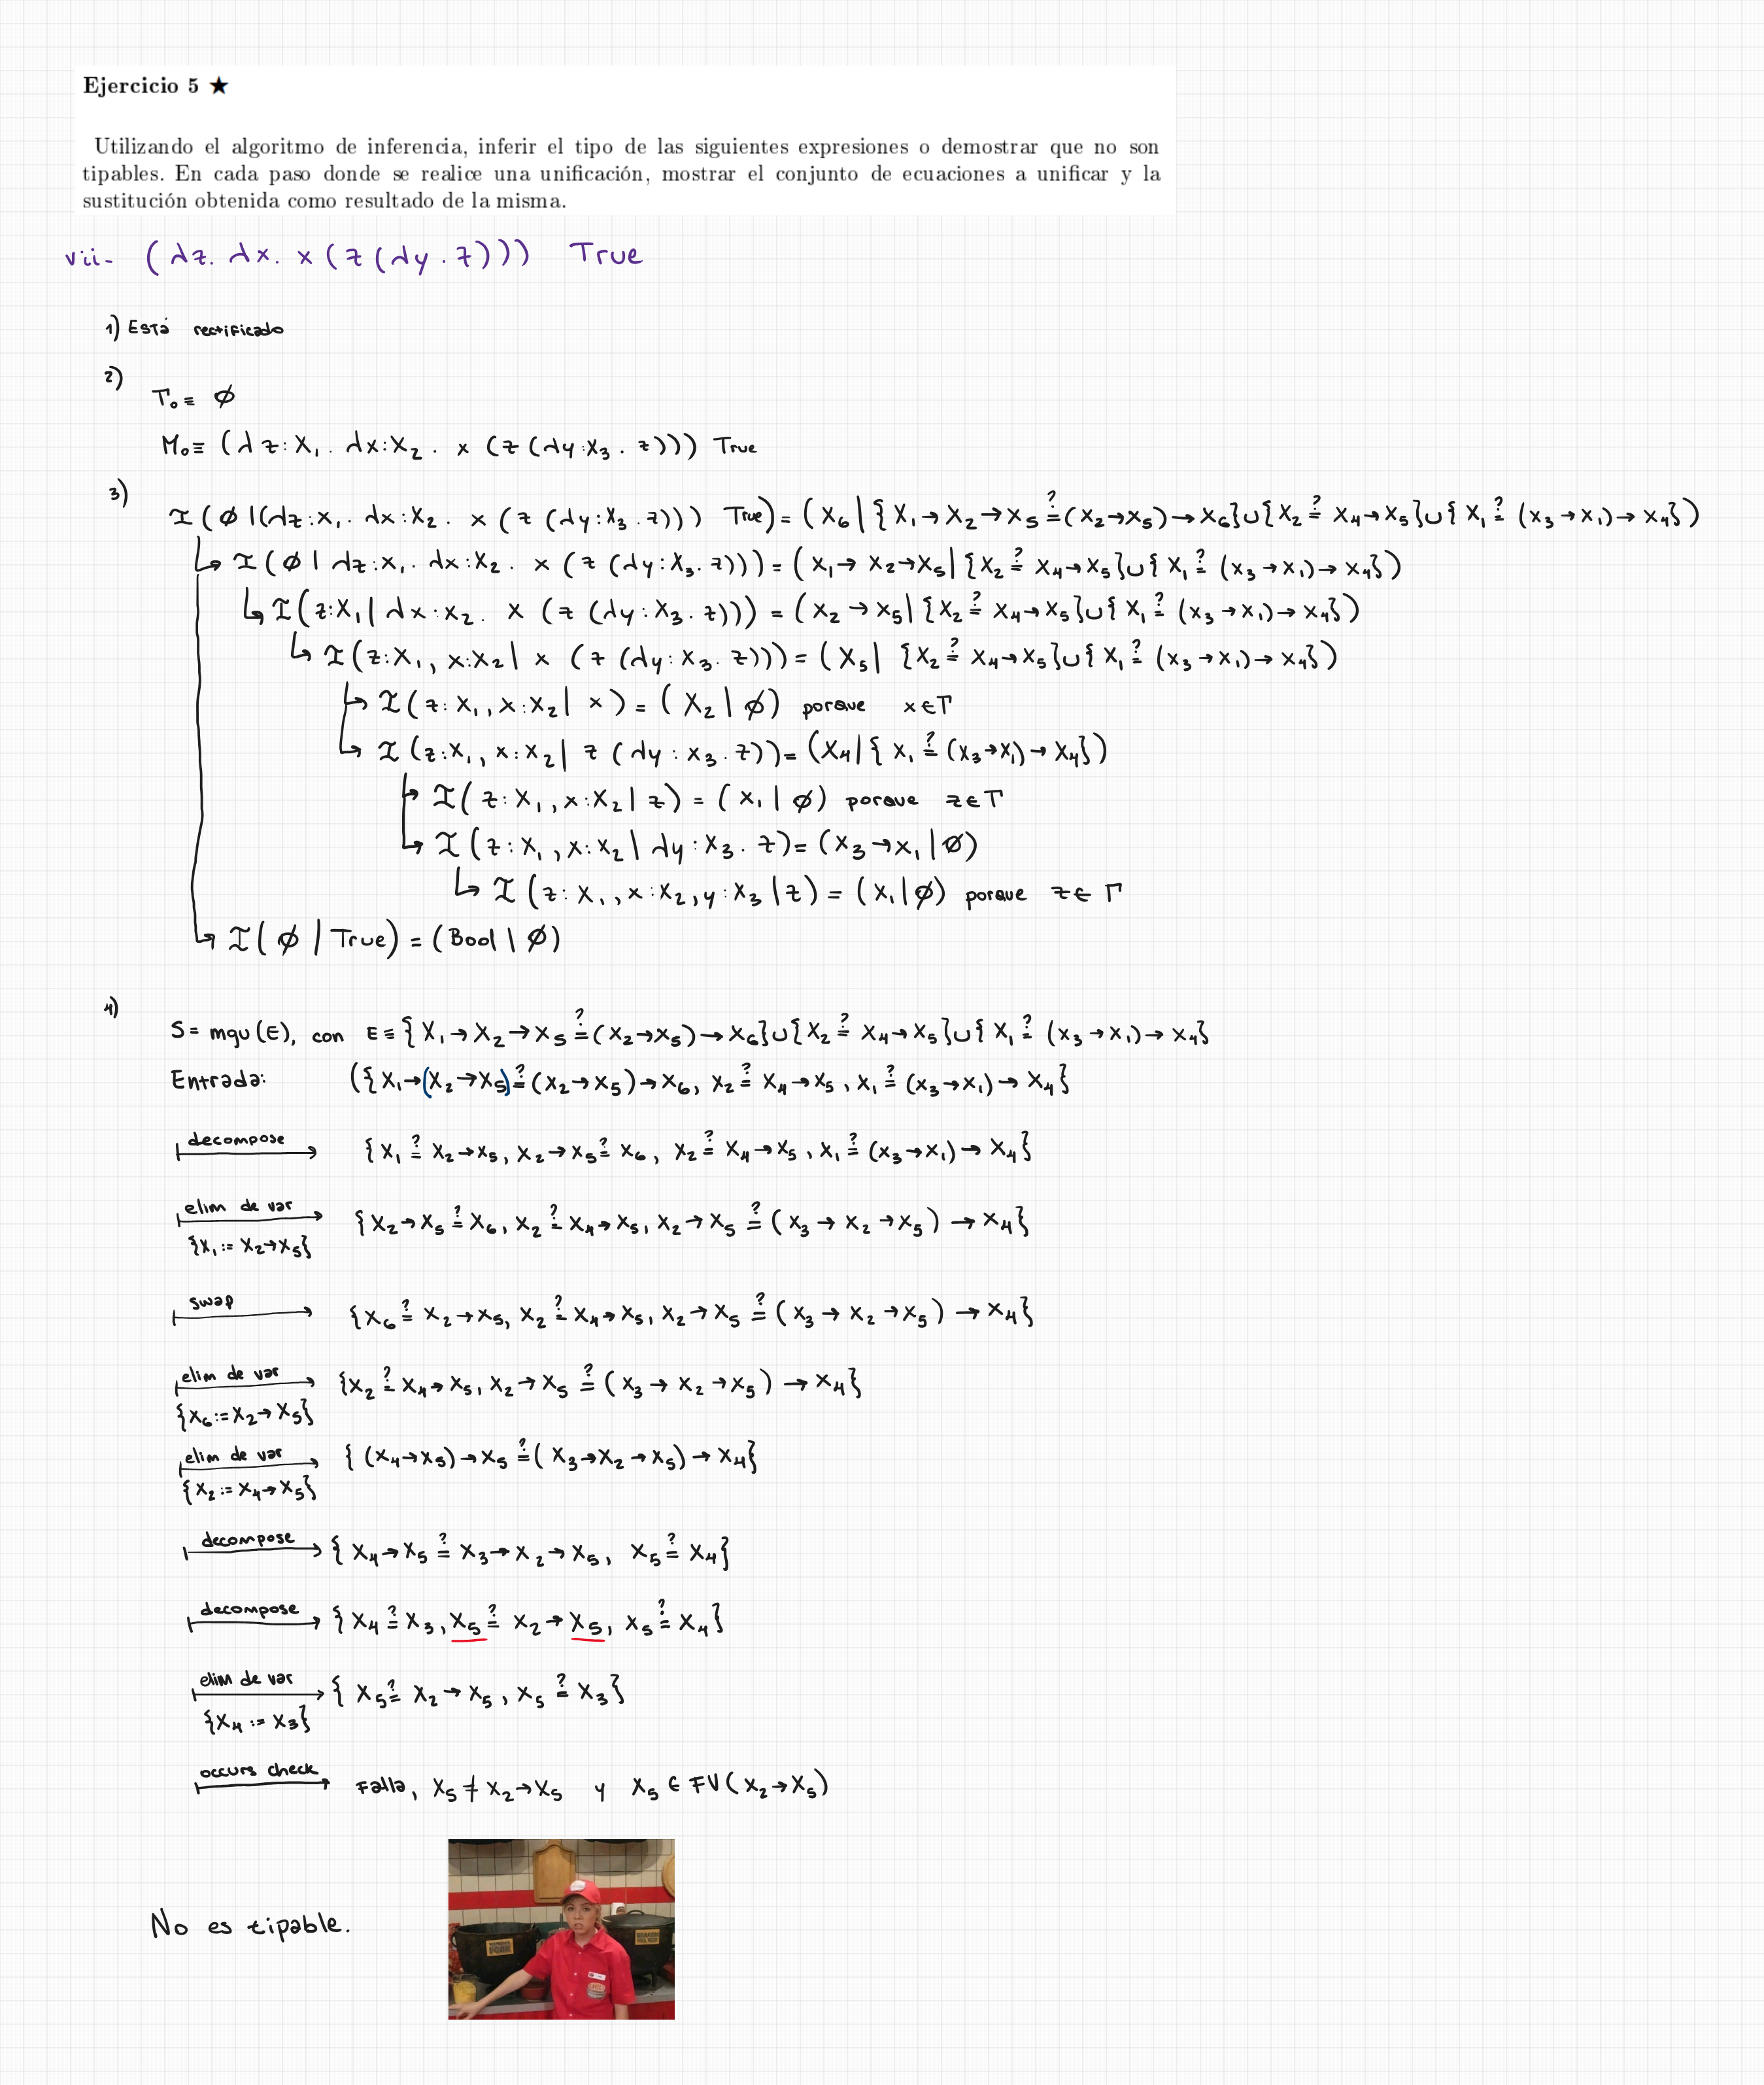 Ejercicio 5 ★
Utilizando el algoritmo de inferencia, inferir el tipo de las siguientes expresiones o demostrar que no son
tipables. En cada paso donde se realice una unificación, mostrar el conjunto de ecuaciones a unificar y la
sustitución obtenida como resultado de la misma.
vii- (λz. λx. x (z (λy. z))) True
1) Está rectificado
2)
Γ₀ ≡ ∅
M₀ ≡ (λz:X₁. λx:X₂. x (z (λy:X₃. z))) True
3)
I(∅ | (λz:X₁. λx:X₂. x (z (λy:X₃. z))) True) = (X₆ | {X₁→X₂→X₅ ≟ (X₂→X₅)→X₆}∪{X₂ ≟ X₄→X₅}∪{X₁ ≟ (X₃→X₁)→X₄})
↳ I(∅ | λz:X₁. λx:X₂. x (z (λy:X₃. z))) = (X₁→X₂→X₅ | {X₂ ≟ X₄→X₅}∪{X₁ ≟ (X₃→X₁)→X₄})
↳ I(z:X₁ | λx:X₂. x (z (λy:X₃. z))) = (X₂→X₅ | {X₂ ≟ X₄→X₅}∪{X₁ ≟ (X₃→X₁)→X₄})
↳ I(z:X₁, x:X₂ | x (z (λy:X₃. z))) = (X₅ | {X₂ ≟ X₄→X₅}∪{X₁ ≟ (X₃→X₁)→X₄})
↳ I(z:X₁, x:X₂ | x) = (X₂ | ∅) porque x∈Γ
↳ I(z:X₁, x:X₂ | z (λy:X₃. z)) = (X₄ | {X₁ ≟ (X₃→X₁)→X₄})
↳ I(z:X₁, x:X₂ | z) = (X₁ | ∅) porque z∈Γ
↳ I(z:X₁, x:X₂ | λy:X₃. z) = (X₃→X₁ | ∅)
↳ I(z:X₁, x:X₂, y:X₃ | z) = (X₁ | ∅) porque z∈Γ
↳ I(∅ | True) = (Bool | ∅)
4)
S = mgu(E), con E ≡ {X₁→X₂→X₅ ≟ (X₂→X₅)→X₆}∪{X₂ ≟ X₄→X₅}∪{X₁ ≟ (X₃→X₁)→X₄}
Entrada: ({X₁→(X₂→X₅) ≟ (X₂→X₅)→X₆, X₂ ≟ X₄→X₅, X₁ ≟ (X₃→X₁)→X₄}
decompose {X₁ ≟ X₂→X₅, X₂→X₅ ≟ X₆, X₂ ≟ X₄→X₅, X₁ ≟ (X₃→X₁)→X₄}
elim de var {X₂→X₅ ≟ X₆, X₂ ≟ X₄→X₅, X₂→X₅ ≟ (X₃→X₂→X₅)→X₄}
{X₁ := X₂→X₅}
swap {X₆ ≟ X₂→X₅, X₂ ≟ X₄→X₅, X₂→X₅ ≟ (X₃→X₂→X₅)→X₄}
elim de var {X₂ ≟ X₄→X₅, X₂→X₅ ≟ (X₃→X₂→X₅)→X₄}
{X₆ := X₂→X₅}
elim de var {(X₄→X₅)→X₅ ≟ (X₃→X₂→X₅)→X₄}
{X₂ := X₄→X₅}
decompose {X₄→X₅ ≟ X₃→X₂→X₅, X₅ ≟ X₄}
decompose {X₄ ≟ X₃, X₅ ≟ X₂→X₅, X₅ ≟ X₄}
elim de var {X₅ ≟ X₂→X₅, X₅ ≟ X₃}
{X₄ := X₃}
occurs check Falla, X₅ ≠ X₂→X₅ y X₅ ∈ FV(X₂→X₅)
No es tipable.